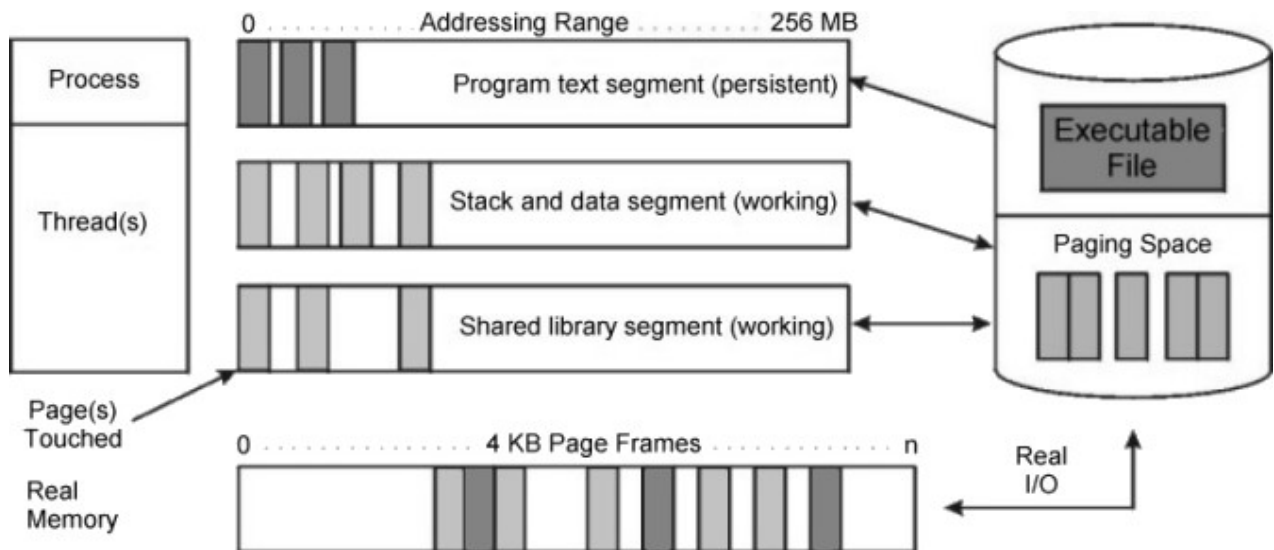 0 . . . . . . . . . . . . Addressing Range . . . . . . . . . . . . 256 MB
Process
Program text segment (persistent)
Executable
File
Thread(s)
Stack and data segment (working)
Paging Space
Shared library segment (working)
Page(s)
Touched
0 . . . . . . . . . . . . 4 KB Page Frames . . . . . . . . . . . . n
Real
Memory
Real
I/O